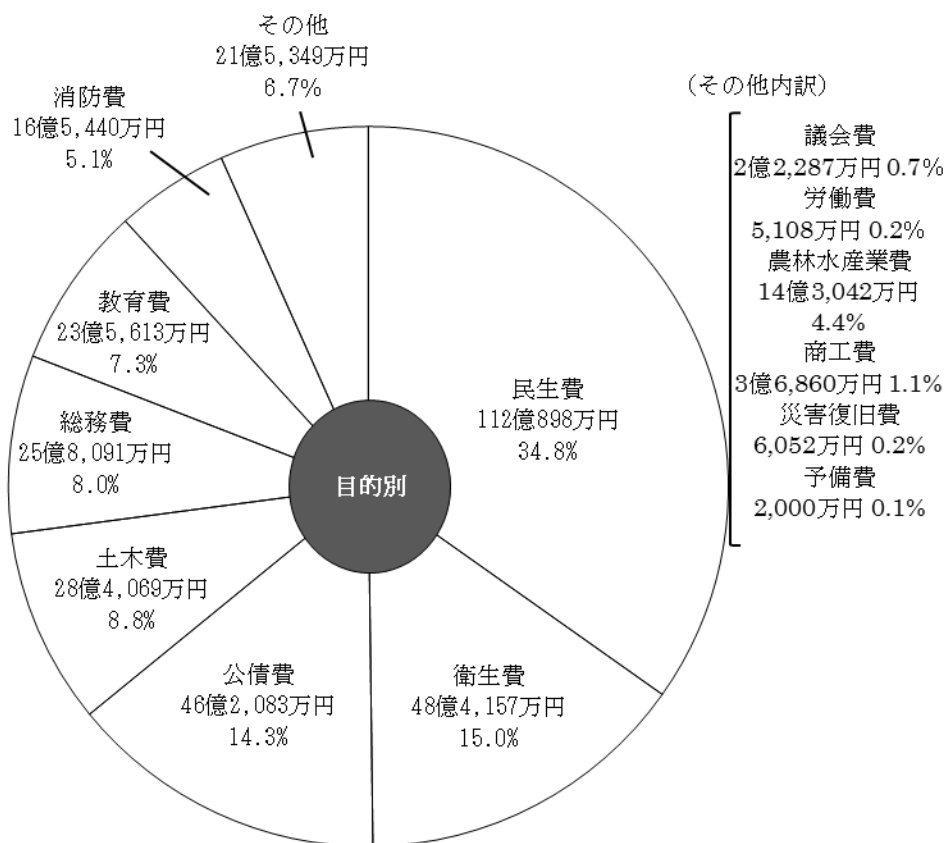 その他
21億5,349万円
6.7%
消防費
16億5,440万円
5.1%
教育費
23億5,613万円
7.3%
総務費
25億8,091万円
8.0%
土木費
28億4,069万円
8.8%
公債費
46億2,083万円
14.3%
衛生費
48億4,157万円
15.0%
民生費
112億898万円
34.8%
目的別
(その他内訳)
議会費
2億2,287万円 0.7%
労働費
5,108万円 0.2%
農林水産業費
14億3,042万円
4.4%
商工費
3億6,860万円 1.1%
災害復旧費
6,052万円 0.2%
予備費
2,000万円 0.1%